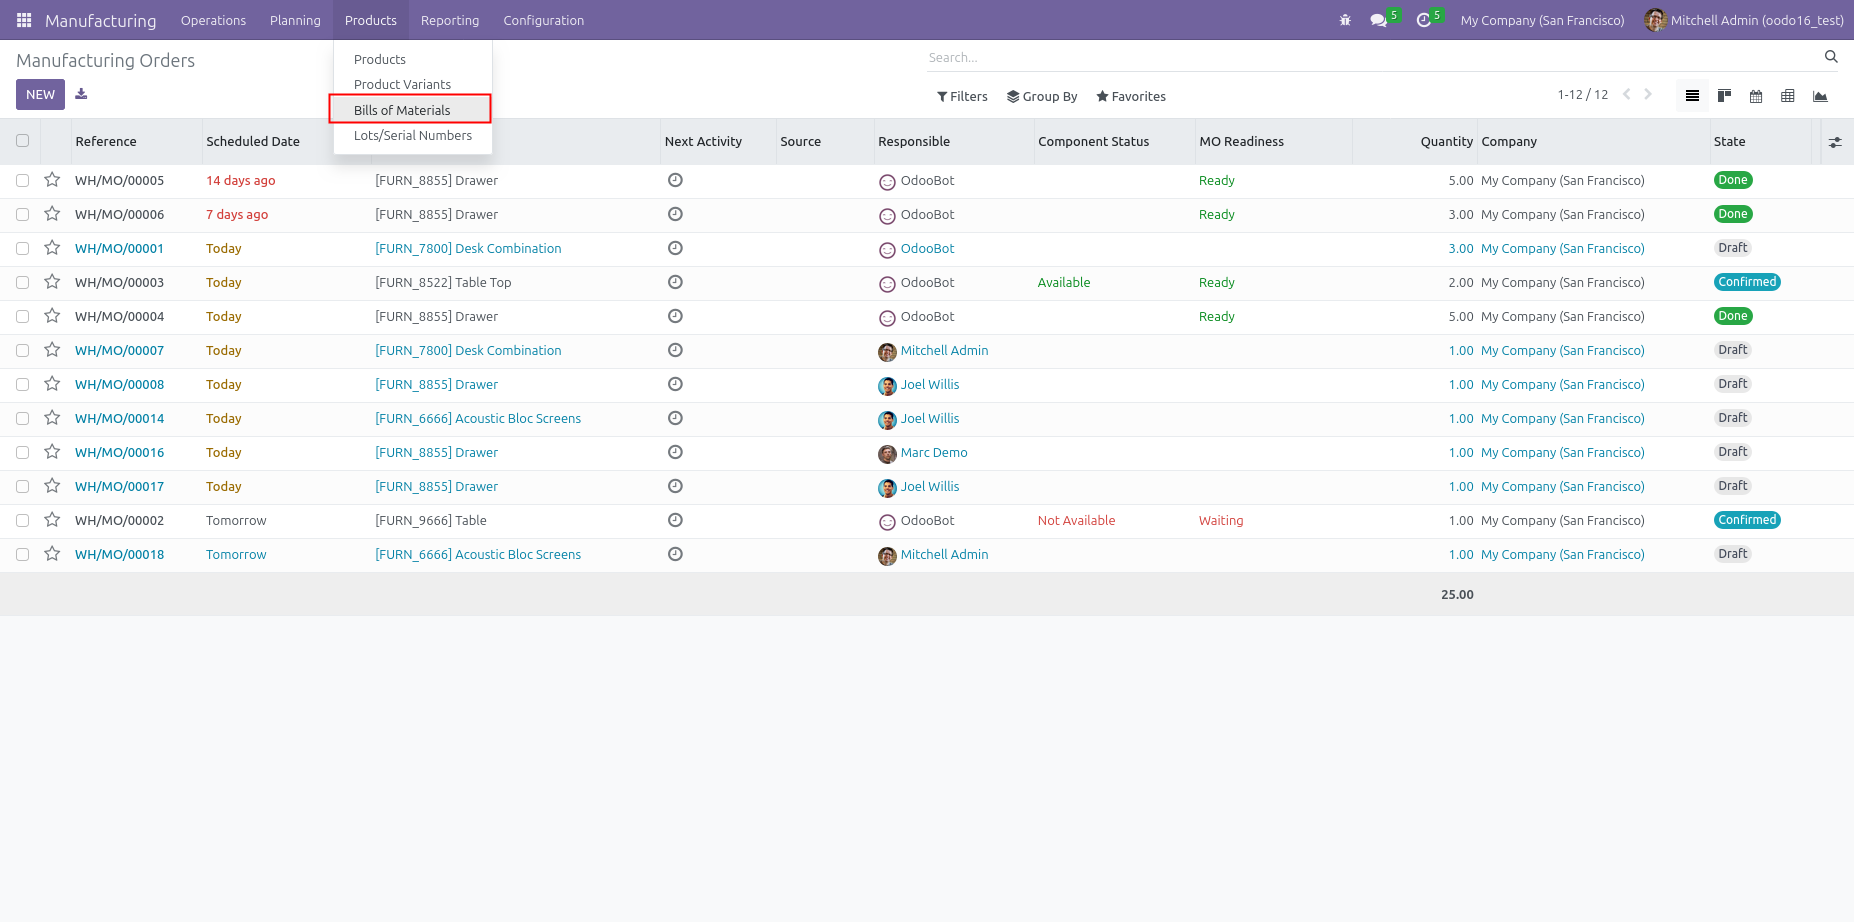 Manufacturing Operations Planning Products Reporting Configuration 5 5 My Company (San Francisco) Mitchell Admin (oodo16_test)
Manufacturing Orders Products Search...
Product Variants
NEW Bills of Materials Filters Group By Favorites 1-12 / 12
Lots/Serial Numbers
Reference Scheduled Date Next Activity Source Responsible Component Status MO Readiness Quantity Company State
WH/MO/00005 14 days ago [FURN_8855] Drawer OdooBot Ready 5.00 My Company (San Francisco) Done
WH/MO/00006 7 days ago [FURN_8855] Drawer OdooBot Ready 3.00 My Company (San Francisco) Done
WH/MO/00001 Today [FURN_7800] Desk Combination OdooBot 3.00 My Company (San Francisco) Draft
WH/MO/00003 Today [FURN_8522] Table Top OdooBot Available Ready 2.00 My Company (San Francisco) Confirmed
WH/MO/00004 Today [FURN_8855] Drawer OdooBot Ready 5.00 My Company (San Francisco) Done
WH/MO/00007 Today [FURN_7800] Desk Combination Mitchell Admin 1.00 My Company (San Francisco) Draft
WH/MO/00008 Today [FURN_8855] Drawer Joel Willis 1.00 My Company (San Francisco) Draft
WH/MO/00014 Today [FURN_6666] Acoustic Bloc Screens Joel Willis 1.00 My Company (San Francisco) Draft
WH/MO/00016 Today [FURN_8855] Drawer Marc Demo 1.00 My Company (San Francisco) Draft
WH/MO/00017 Today [FURN_8855] Drawer Joel Willis 1.00 My Company (San Francisco) Draft
WH/MO/00002 Tomorrow [FURN_9666] Table OdooBot Not Available Waiting 1.00 My Company (San Francisco) Confirmed
WH/MO/00018 Tomorrow [FURN_6666] Acoustic Bloc Screens Mitchell Admin 1.00 My Company (San Francisco) Draft
25.00